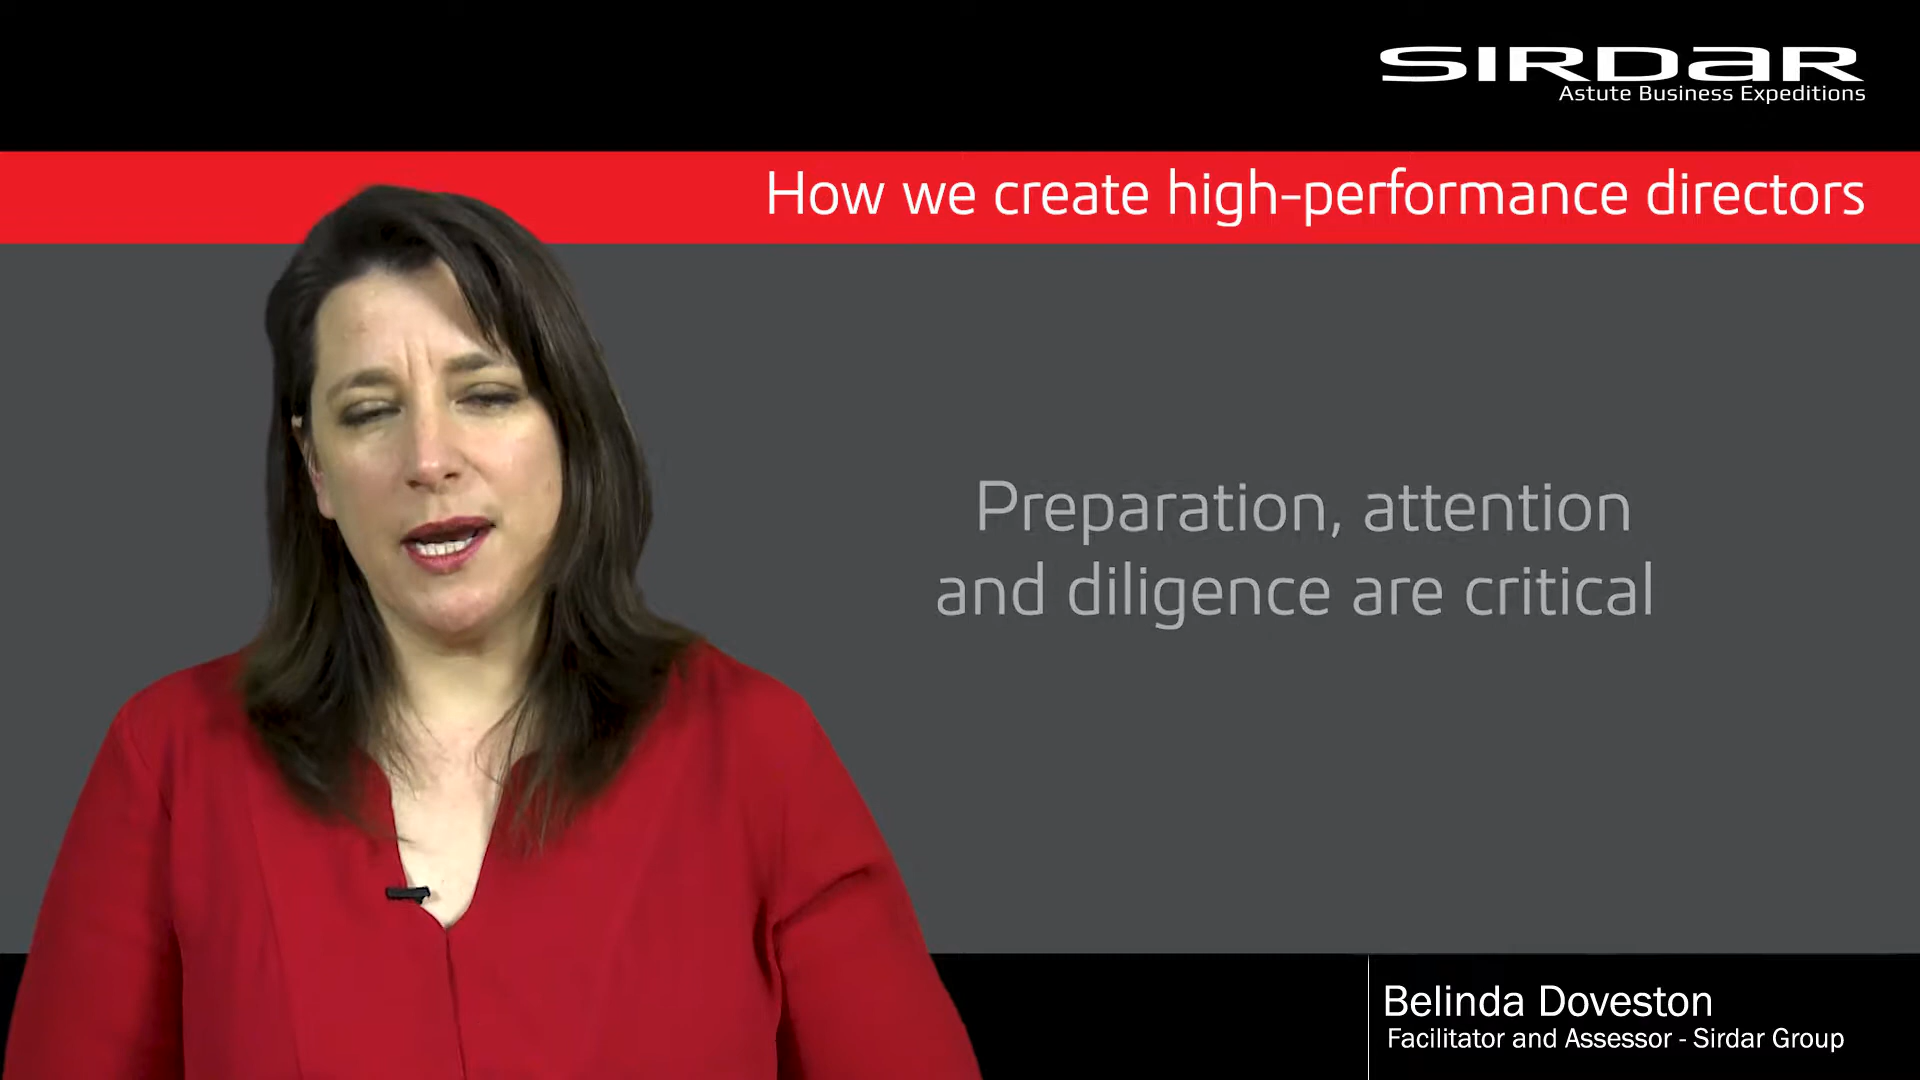 SIRDAR
Astute Business Expeditions
How we create high-performance directors
Preparation, attention
and diligence are critical
Belinda Doveston
Facilitator and Assessor - Sirdar Group